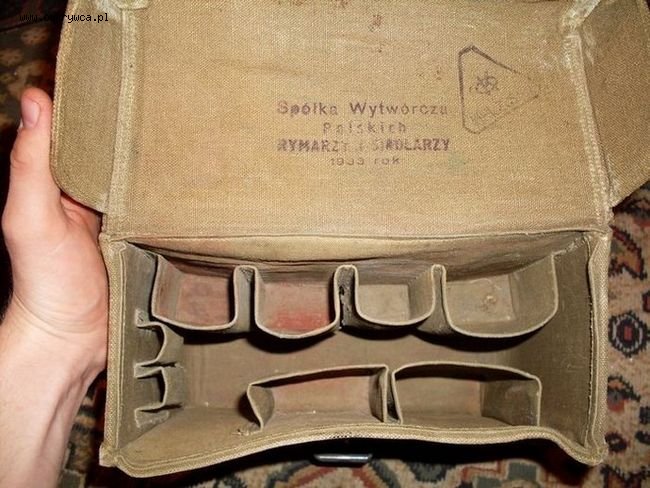 Spółka Wytwórcza
Polskich
RYMARZY I SIODLARZY
1933 rok